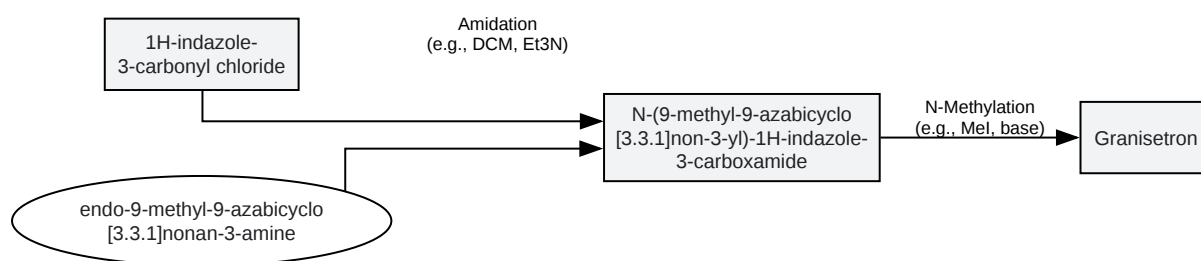 1H-indazole-
3-carbonyl chloride
Amidation
(e.g., DCM, Et3N)
endo-9-methyl-9-azabicyclo
[3.3.1]nonan-3-amine
N-(9-methyl-9-azabicyclo
[3.3.1]non-3-yl)-1H-indazole-
3-carboxamide
N-Methylation
(e.g., MeI, base)
Granisetron